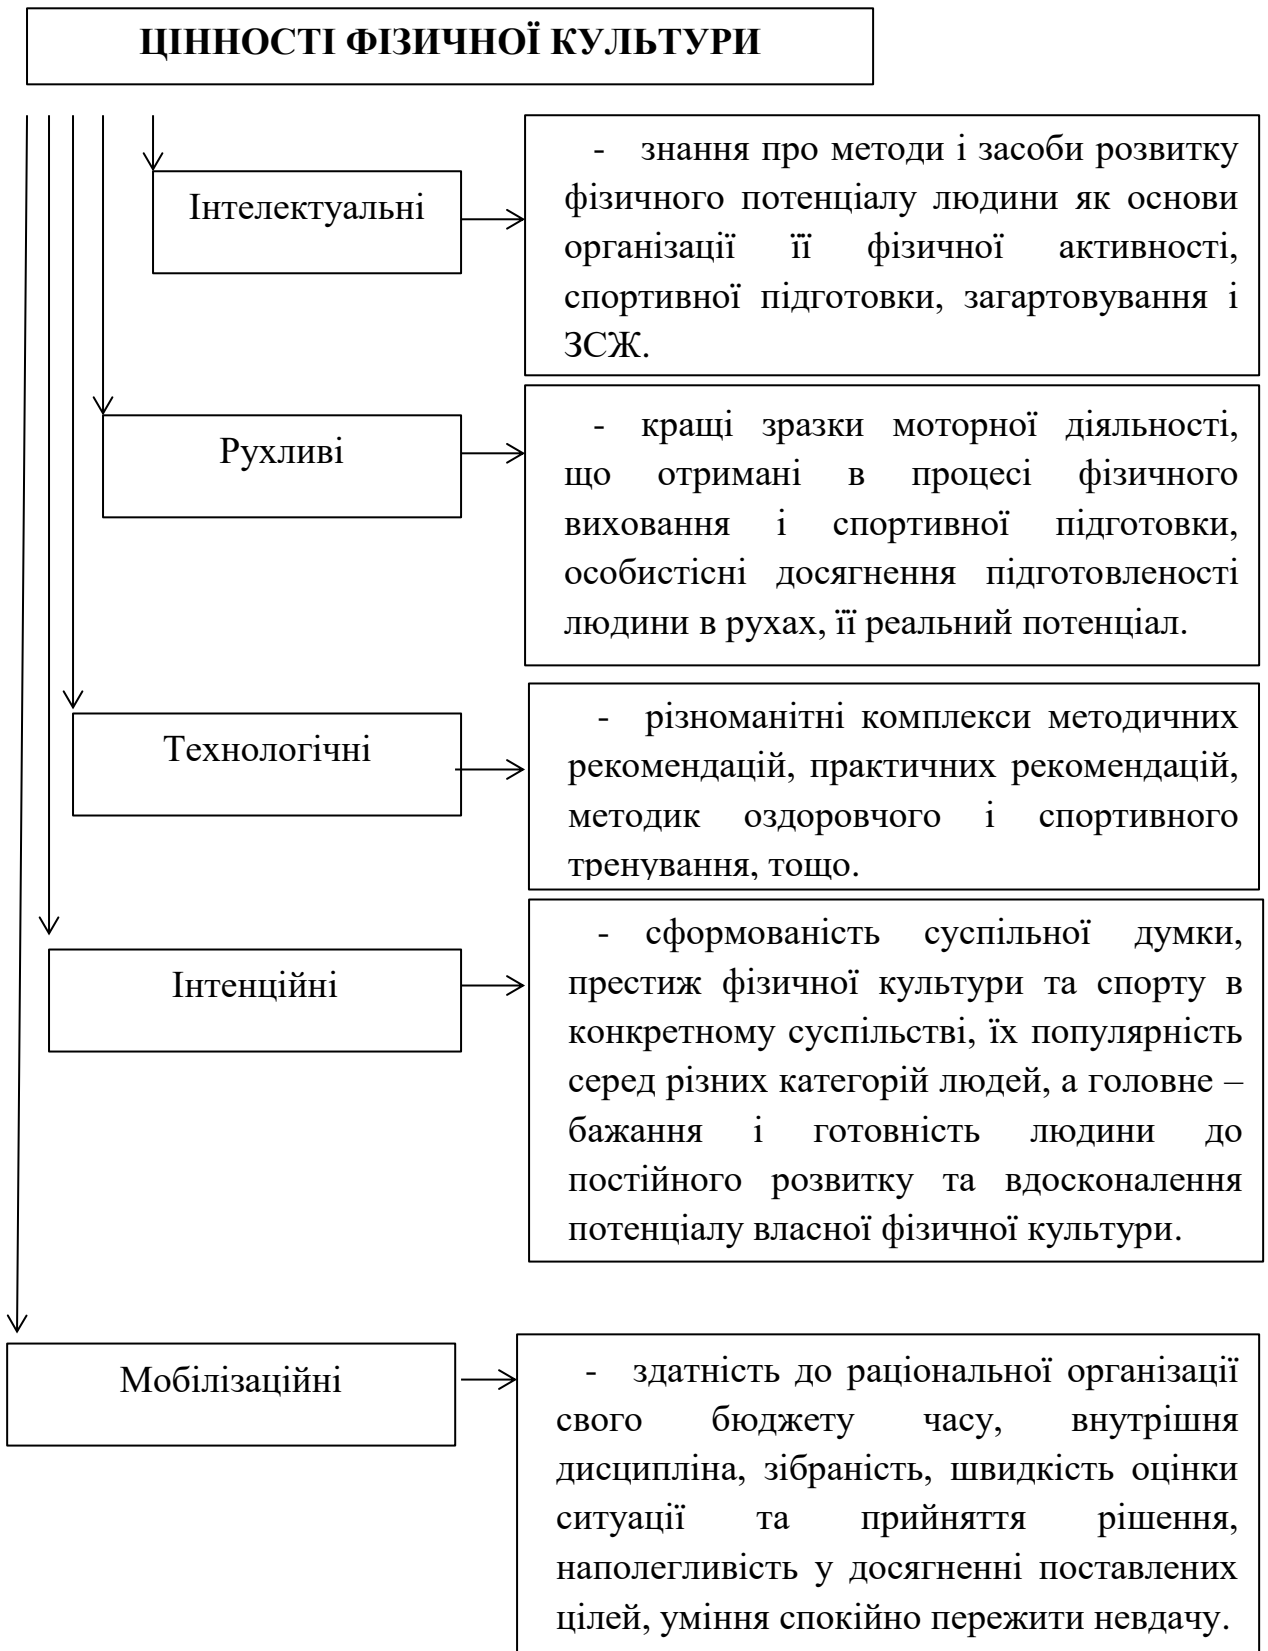 ЦІННОСТІ ФІЗИЧНОЇ КУЛЬТУРИ
Інтелектуальні
- знання про методи і засоби розвитку
фізичного потенціалу людини як основи
організації її фізичної активності,
спортивної підготовки, загартовування і
ЗСЖ.
Рухливі
- кращі зразки моторної діяльності,
що отримані в процесі фізичного
виховання і спортивної підготовки,
особистісні досягнення підготовленості
людини в рухах, її реальний потенціал.
Технологічні
- різноманітні комплекси методичних
рекомендацій, практичних рекомендацій,
методик оздоровчого і спортивного
тренування, тощо.
Інтенційні
- сформованість суспільної думки,
престиж фізичної культури та спорту в
конкретному суспільстві, їх популярність
серед різних категорій людей, а головне –
бажання і готовність людини до
постійного розвитку та вдосконалення
потенціалу власної фізичної культури.
Мобілізаційні
- здатність до раціональної організації
свого бюджету часу, внутрішня
дисципліна, зібраність, швидкість оцінки
ситуації та прийняття рішення,
наполегливість у досягненні поставлених
цілей, уміння спокійно пережити невдачу.